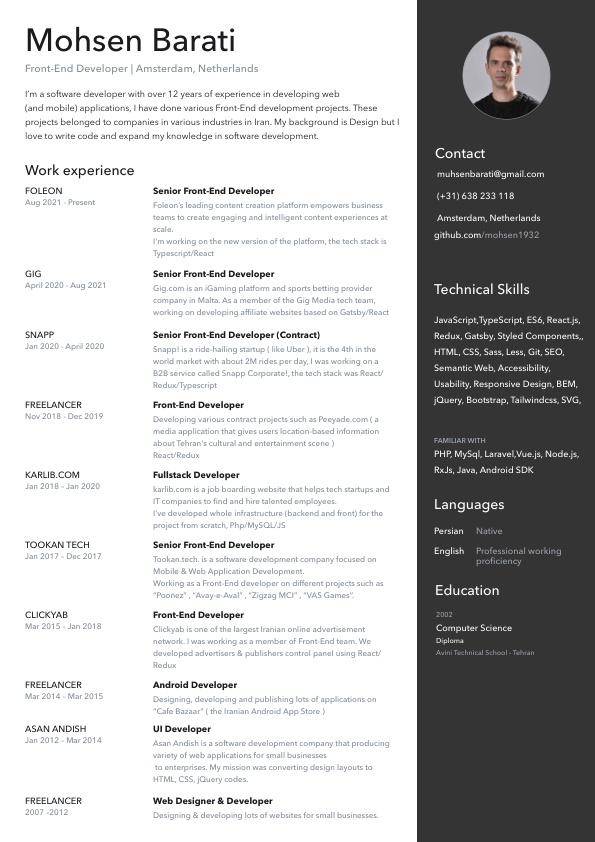 Mohsen Barati
Front-End Developer | Amsterdam, Netherlands
I'm a software developer with over 12 years of experience in developing web
(and mobile) applications, I have done various Front-End development projects. These
projects belonged to companies in various industries in Iran. My background is Design but I
love to write code and expand my knowledge in software development.
Work experience
FOLEON
Aug 2021 - Present
Senior Front-End Developer
Foleon's leading content creation platform empowers business
teams to create engaging and intelligent content experiences at
scale.
I'm working on the new version of the platform, the tech stack is
Typescript/React
GIG
April 2020 - Aug 2021
Senior Front-End Developer
Gig.com is an iGaming platform and sports betting provider
company in Malta. As a member of the Gig Media tech team,
working on developing affiliate websites based on Gatsby/React
SNAPP
Jan 2020 - April 2020
Senior Front-End Developer (Contract)
Snapp! is a ride-hailing startup ( like Uber ), it is the 4th in the
world market with about 2M rides per day, I was working on a
B2B service called Snapp Corporate!, the tech stack was React/
Redux/Typescript
FREELANCER
Nov 2018 - Dec 2019
Front-End Developer
Developing various contract projects such as Peeyade.com ( a
media application that gives users location-based information
about Tehran's cultural and entertainment scene )
React/Redux
KARLIB.COM
Jan 2018 – Jan 2020
Fullstack Developer
karlib.com is a job boarding website that helps tech startups and
IT companies to find and hire talented employees.
I've developed whole infrastructure (backend and front) for the
project from scratch, Php/MySQL/JS
TOOKAN TECH
Jan 2017 – Dec 2017
Senior Front-End Developer
Tookan.tech. is a software development company focused on
Mobile & Web Application Development.
Working as a Front-End developer on different projects such as
"Poonez" , "Avay-e-Aval" , "Zigzag MCI" , "VAS Games".
CLICKYAB
Mar 2015 - Jan 2018
Front-End Developer
Clickyab is one of the largest Iranian online advertisement
network. I was working as a member of Front-End team. We
developed advertisers & publishers control panel using React/
Redux
FREELANCER
Mar 2014 – Mar 2015
Android Developer
Designing, developing and publishing lots of applications on
"Cafe Bazaar" ( the Iranian Android App Store )
ASAN ANDISH
Jan 2012 – Mar 2014
UI Developer
Asan Andish is a software development company that producing
variety of web applications for small businesses
to enterprises. My mission was converting design layouts to
HTML, CSS, jQuery codes.
FREELANCER
2007 -2012
Web Designer & Developer
Designing & developing lots of websites for small businesses.
Contact
muhsenbarati@gmail.com
(+31) 638 233 118
Amsterdam, Netherlands
github.com/mohsen1932
Technical Skills
JavaScript,TypeScript, ES6, React.js,
Redux, Gatsby, Styled Components,,
HTML, CSS, Sass, Less, Git, SEO,
Semantic Web, Accessibility,
Usability, Responsive Design, BEM,
jQuery, Bootstrap, Tailwindcss, SVG,
FAMILIAR WITH
PHP, MySql, Laravel,Vue.js, Node.js,
RxJs, Java, Android SDK
Languages
Persian Native
English Professional working
proficiency
Education
2002
Computer Science
Diploma
Avini Technical School - Tehran